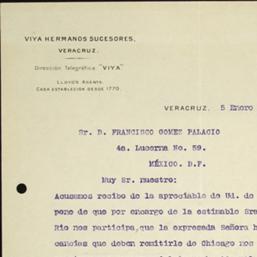 VIYA HERMANOS SUCESORES,
VERACRUZ.
Dirección Telegráfica "VIYA"
LLOYDS AGENTS.
CASA ESTABLECIDA DESDE 1770.
VERACRUZ. 5 Enero
Sr. D. FRANCISCO GOMEZ PALACIO
4a. Lucerna No. 59.
MÉXICO. D.F.
Muy Sr. nuestro:
Acusamos recibo de la apreciable de Ud. de
pone de que por encargo de la estimable Sra
Rio nos participa, que la expresada Señora h
cancías que deben remitirle de Chicago nos